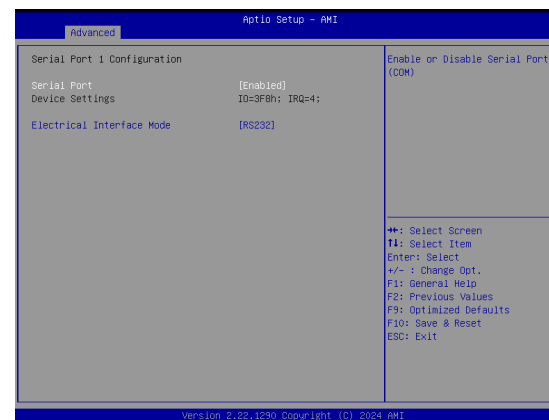 Aptio Setup - AMI
Advanced
Serial Port 1 Configuration
Serial Port [Enabled]
Device Settings IO=3F8h; IRQ=4;
Electrical Interface Mode [RS232]
Enable or Disable Serial Port
(COM)
→←: Select Screen
↑↓: Select Item
Enter: Select
+/- : Change Opt.
F1: General Help
F2: Previous Values
F9: Optimized Defaults
F10: Save & Reset
ESC: Exit
Version 2.22.1290 Copyright (C) 2024 AMI